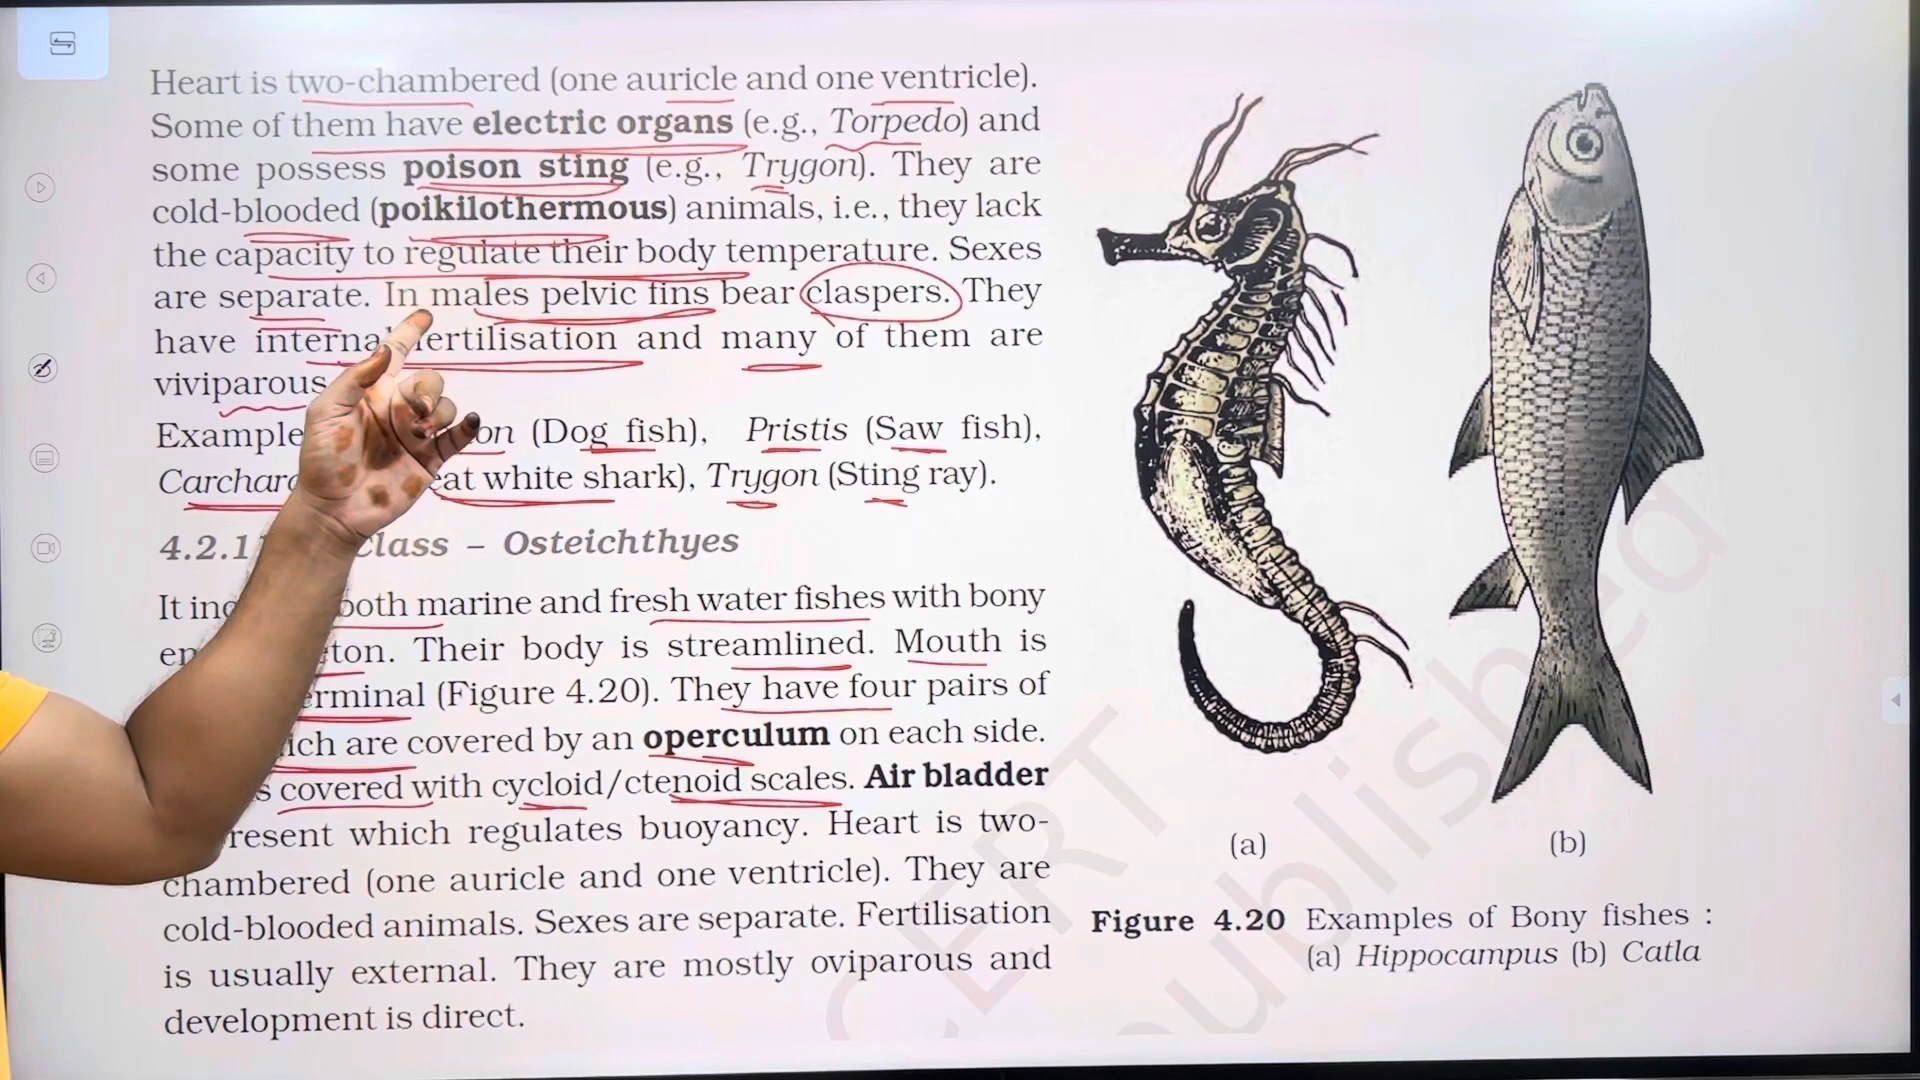 Heart is two-chambered (one auricle and one ventricle).
Some of them have electric organs (e.g., Torpedo) and
some possess poison sting (e.g., Trygon). They are
cold-blooded (poikilothermous) animals, i.e., they lack
the capacity to regulate their body temperature. Sexes
are separate. In males pelvic fins bear claspers. They
have internal fertilisation and many of them are
viviparous
Example on (Dog fish), Pristis (Saw fish),
Carchar eat white shark), Trygon (Sting ray).
4.2.1 Class – Osteichthyes
It inc both marine and fresh water fishes with bony
en ton. Their body is streamlined. Mouth is
erminal (Figure 4.20). They have four pairs of
ich are covered by an operculum on each side.
s covered with cycloid/ctenoid scales. Air bladder
resent which regulates buoyancy. Heart is two-
chambered (one auricle and one ventricle). They are
cold-blooded animals. Sexes are separate. Fertilisation
is usually external. They are mostly oviparous and
development is direct.
(a) (b)
Figure 4.20 Examples of Bony fishes :
(a) Hippocampus (b) Catla